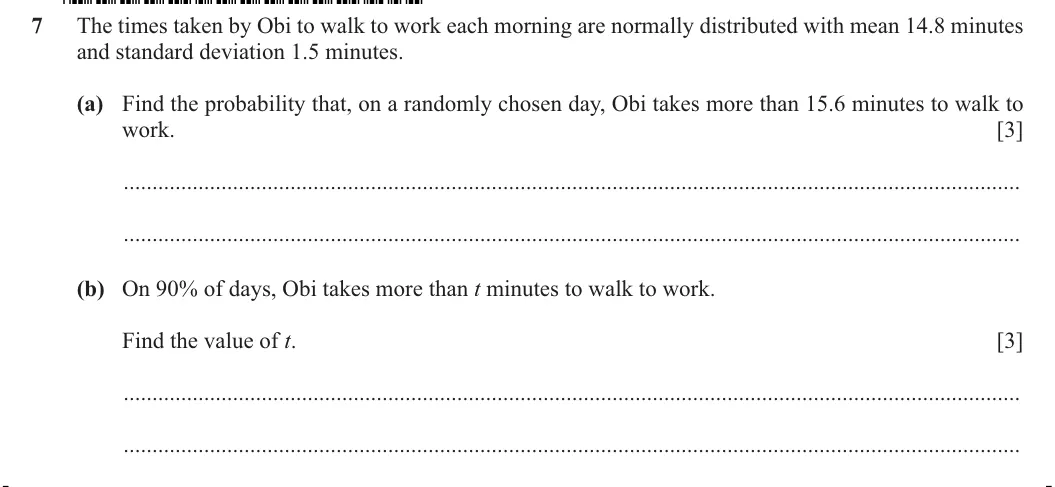 7 The times taken by Obi to walk to work each morning are normally distributed with mean 14.8 minutes
and standard deviation 1.5 minutes.
(a) Find the probability that, on a randomly chosen day, Obi takes more than 15.6 minutes to walk to
work. [3]
(b) On 90% of days, Obi takes more than t minutes to walk to work.
Find the value of t. [3]